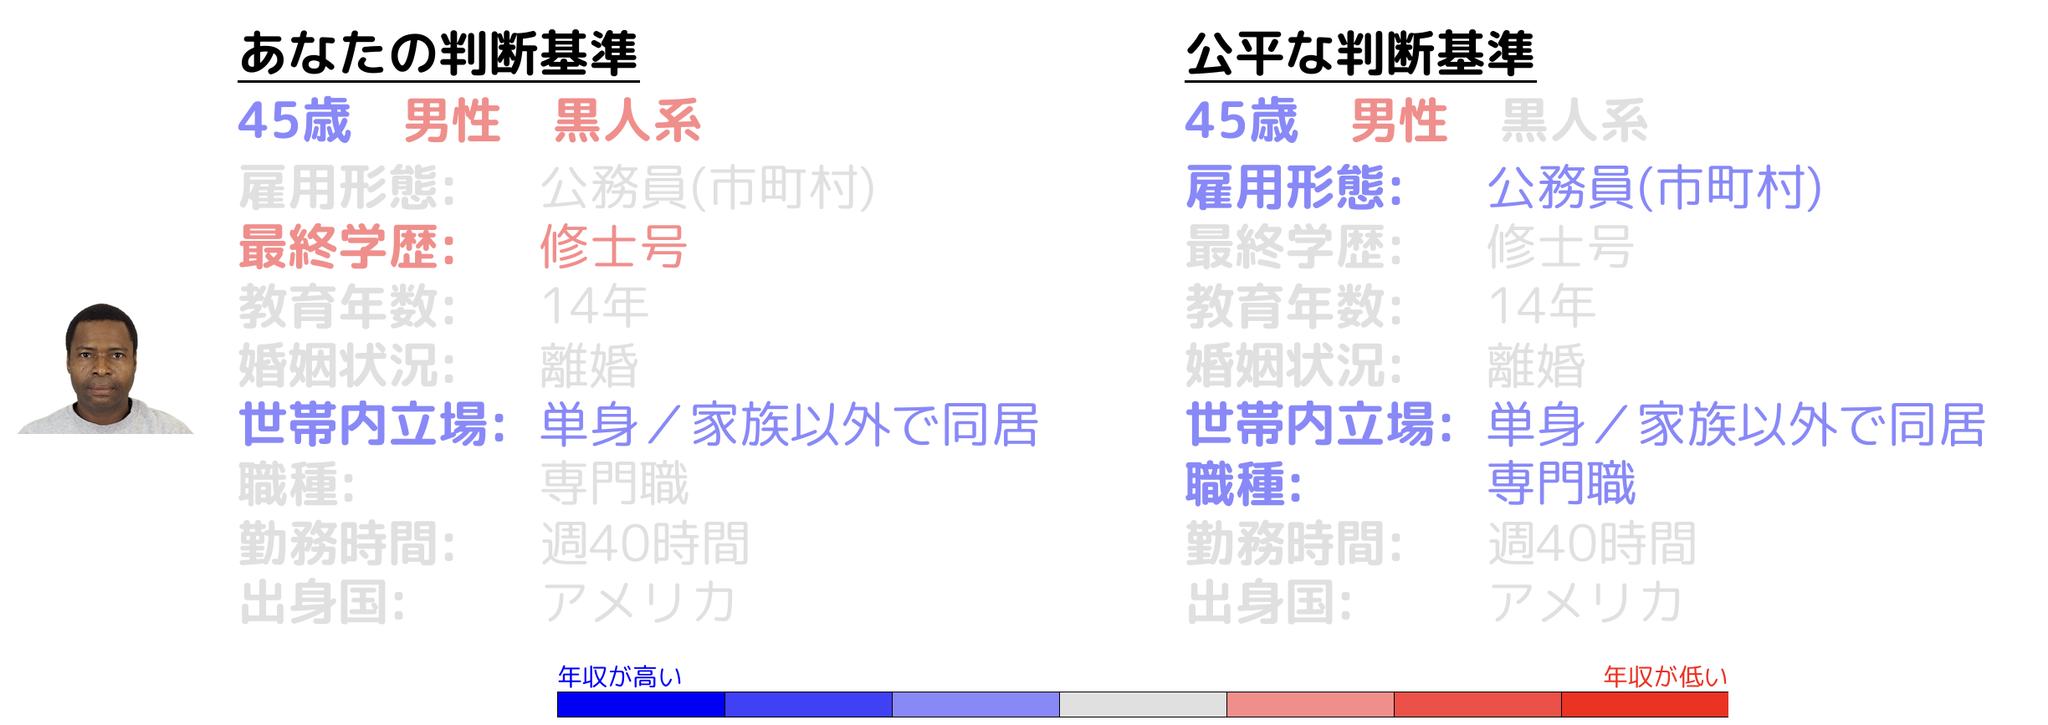 あなたの判断基準
45歳 男性 黒人系
雇用形態: 公務員(市町村)
最終学歴: 修士号
教育年数: 14年
婚姻状況: 離婚
世帯内立場: 単身／家族以外で同居
職種: 専門職
勤務時間: 週40時間
出身国: アメリカ
公平な判断基準
45歳 男性 黒人系
雇用形態: 公務員(市町村)
最終学歴: 修士号
教育年数: 14年
婚姻状況: 離婚
世帯内立場: 単身／家族以外で同居
職種: 専門職
勤務時間: 週40時間
出身国: アメリカ
年収が高い
年収が低い